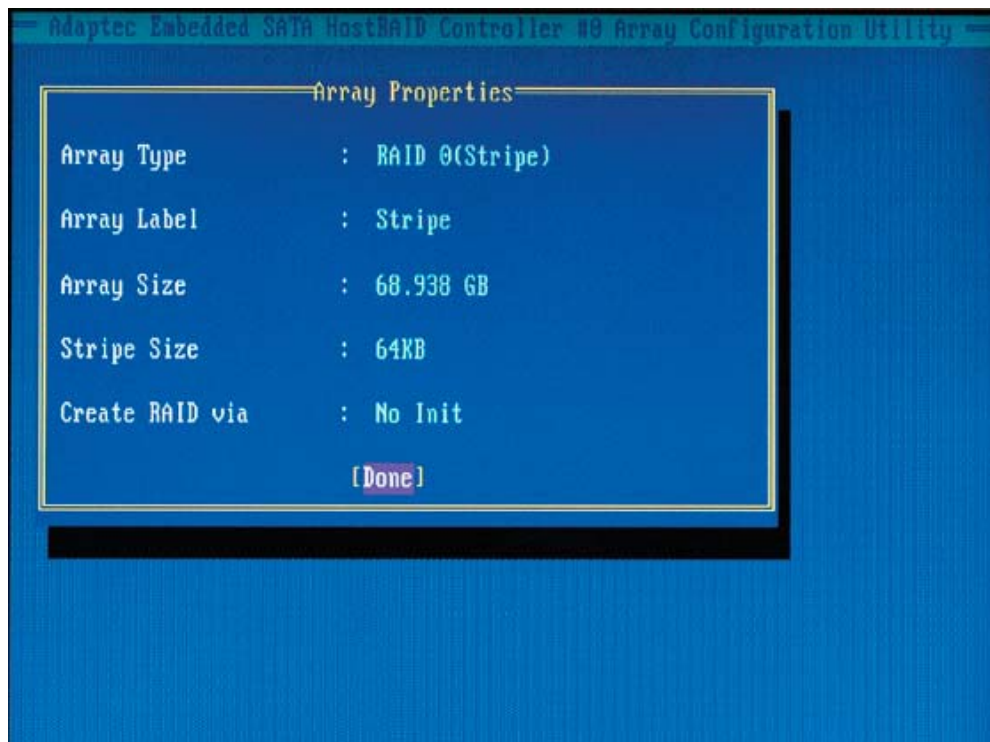 Adaptec Embedded SATA HostRAID Controller #0 Array Configuration Utility
Array Properties
Array Type : RAID 0(Stripe)
Array Label : Stripe
Array Size : 68.938 GB
Stripe Size : 64KB
Create RAID via : No Init
[Done]